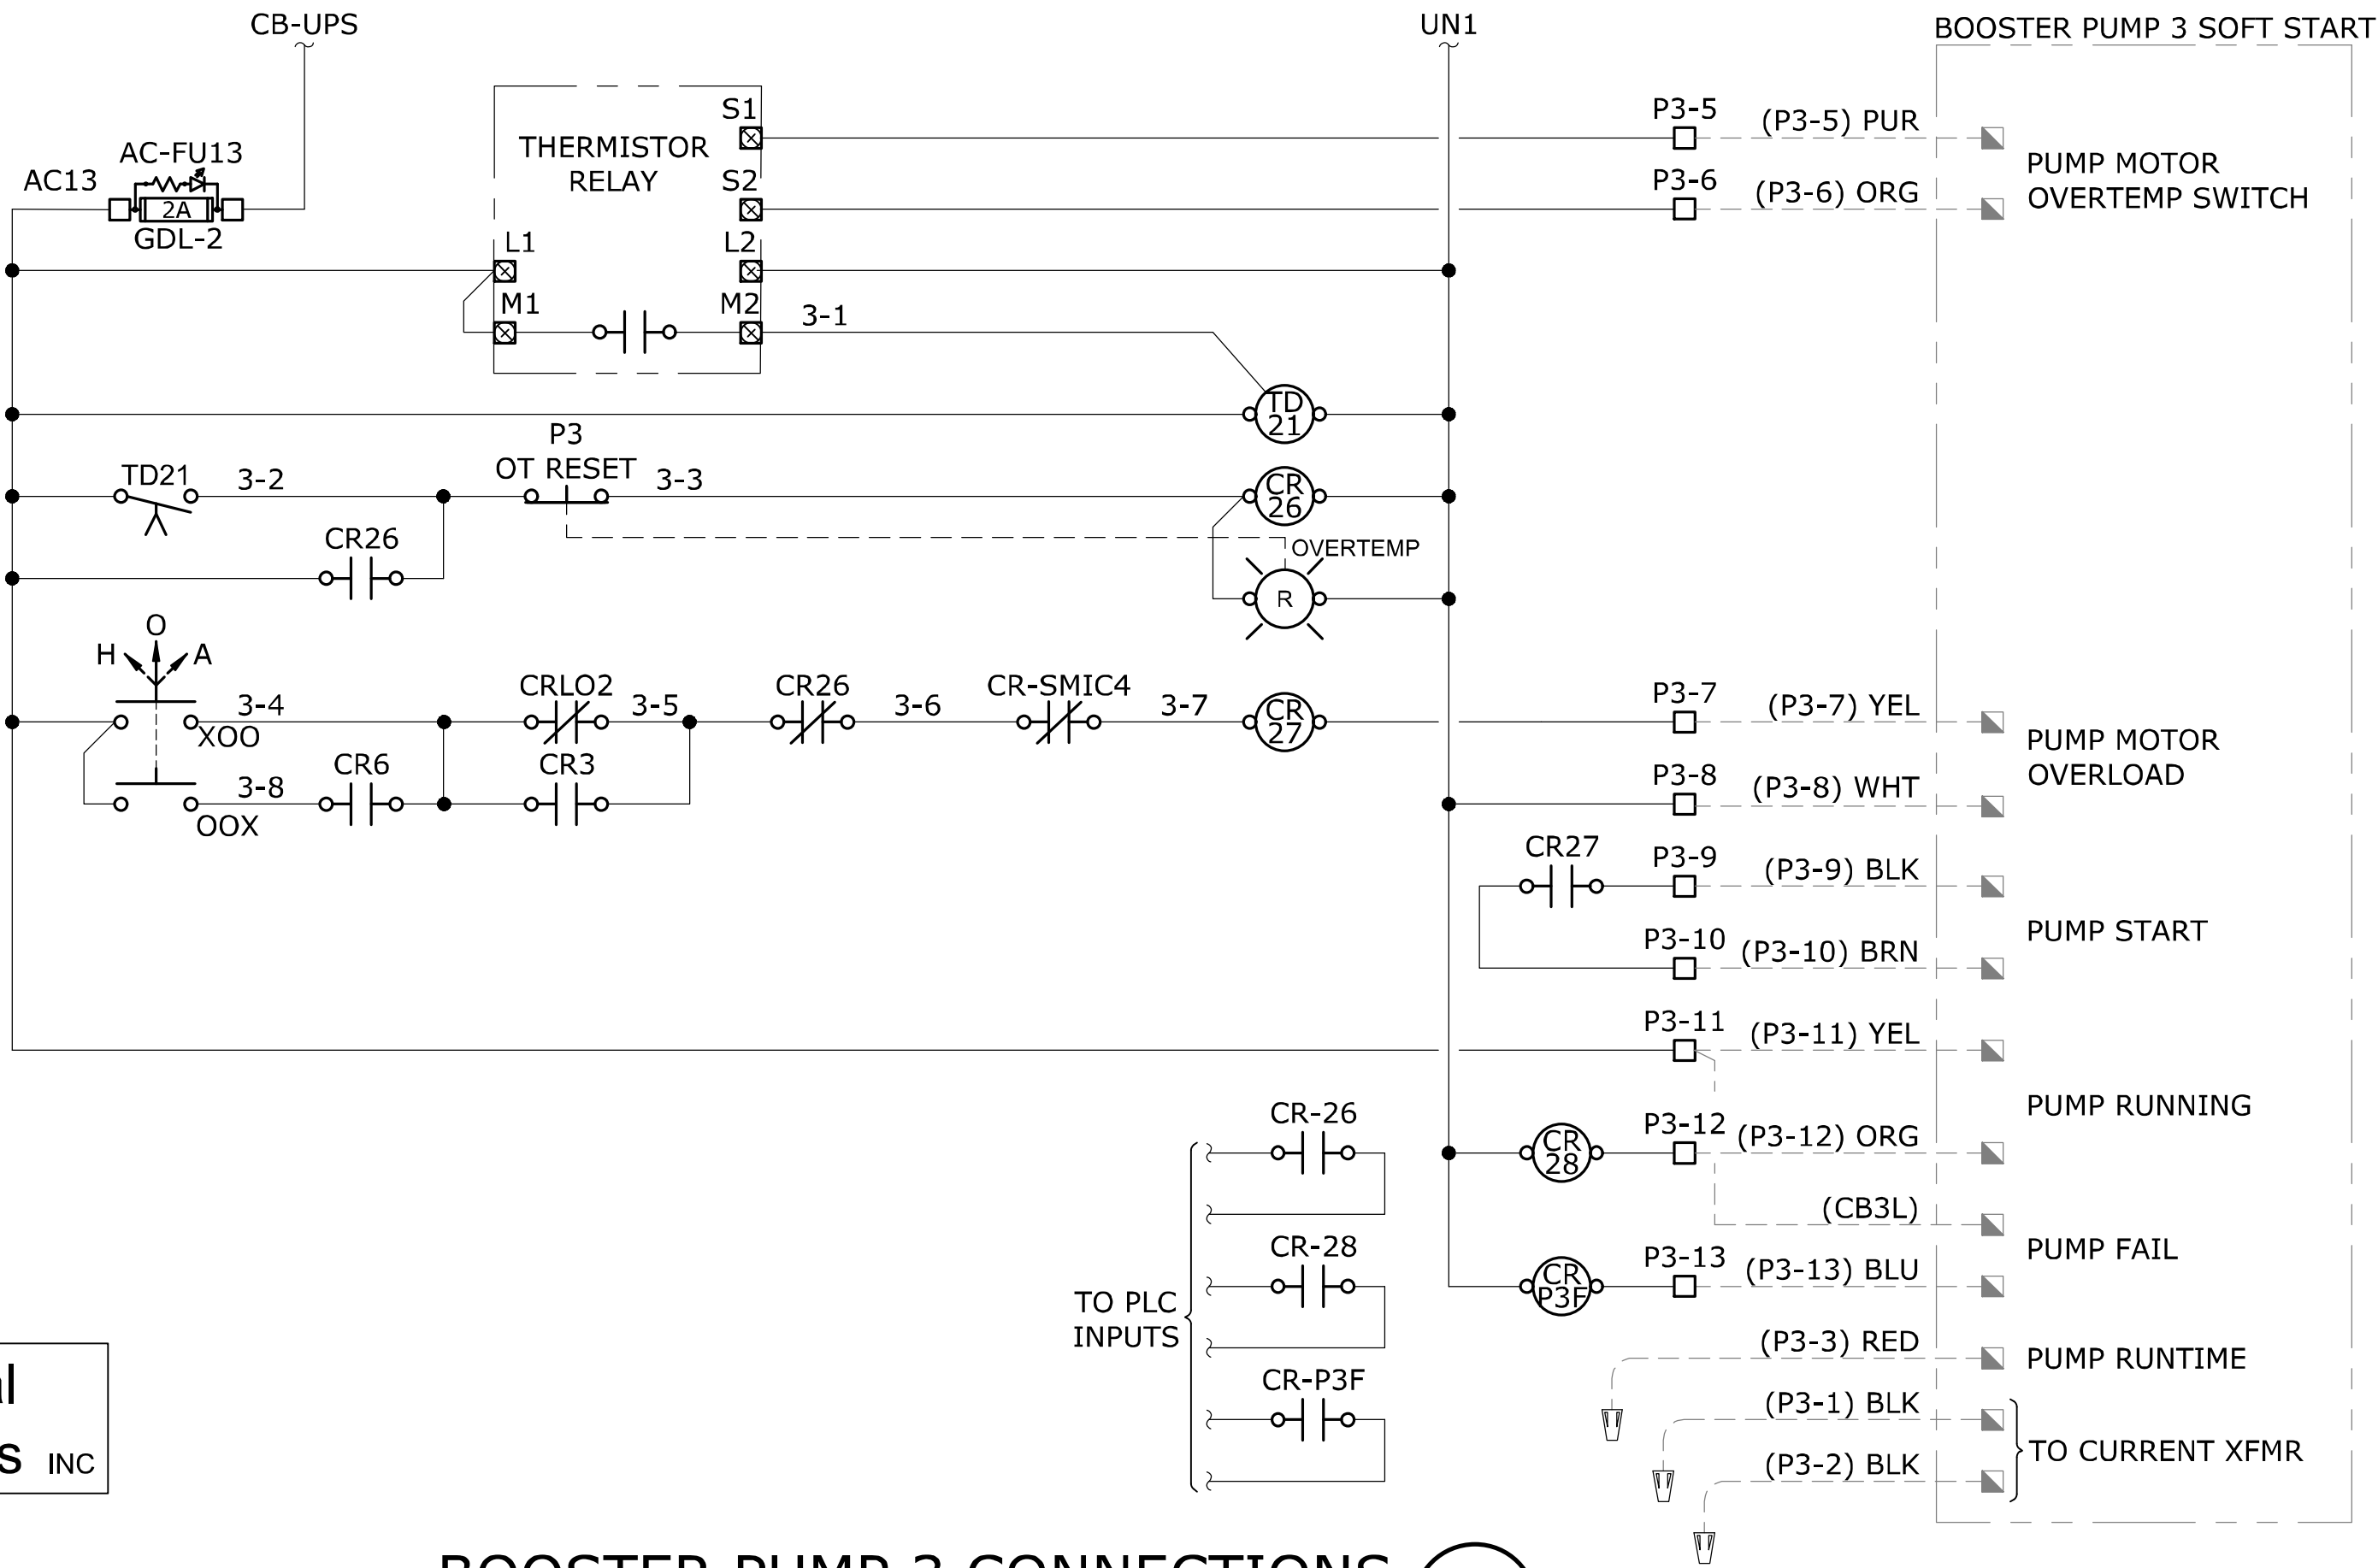 CB-UPS
UN1
BOOSTER PUMP 3 SOFT START
AC13
AC-FU13
2A
GDL-2
THERMISTOR
RELAY
S1
S2
L1
L2
M1
M2
3-1
P3-5
(P3-5) PUR
P3-6
(P3-6) ORG
PUMP MOTOR
OVERTEMP SWITCH
TD
21
TD21
3-2
P3
OT RESET
3-3
CR
26
CR26
OVERTEMP
R
H
O
A
3-4
XOO
CRLO2
3-5
CR26
3-6
CR-SMIC4
3-7
CR
27
P3-7
(P3-7) YEL
3-8
OOX
CR6
CR3
P3-8
(P3-8) WHT
PUMP MOTOR
OVERLOAD
CR27
P3-9
(P3-9) BLK
P3-10
(P3-10) BRN
PUMP START
P3-11
(P3-11) YEL
PUMP RUNNING
CR
28
P3-12
(P3-12) ORG
(CB3L)
PUMP FAIL
CR
P3F
P3-13
(P3-13) BLU
CR-26
CR-28
CR-P3F
TO PLC
INPUTS
(P3-3) RED
PUMP RUNTIME
(P3-1) BLK
(P3-2) BLK
TO CURRENT XFMR
INC
BOOSTER PUMP 3 CONNECTIONS